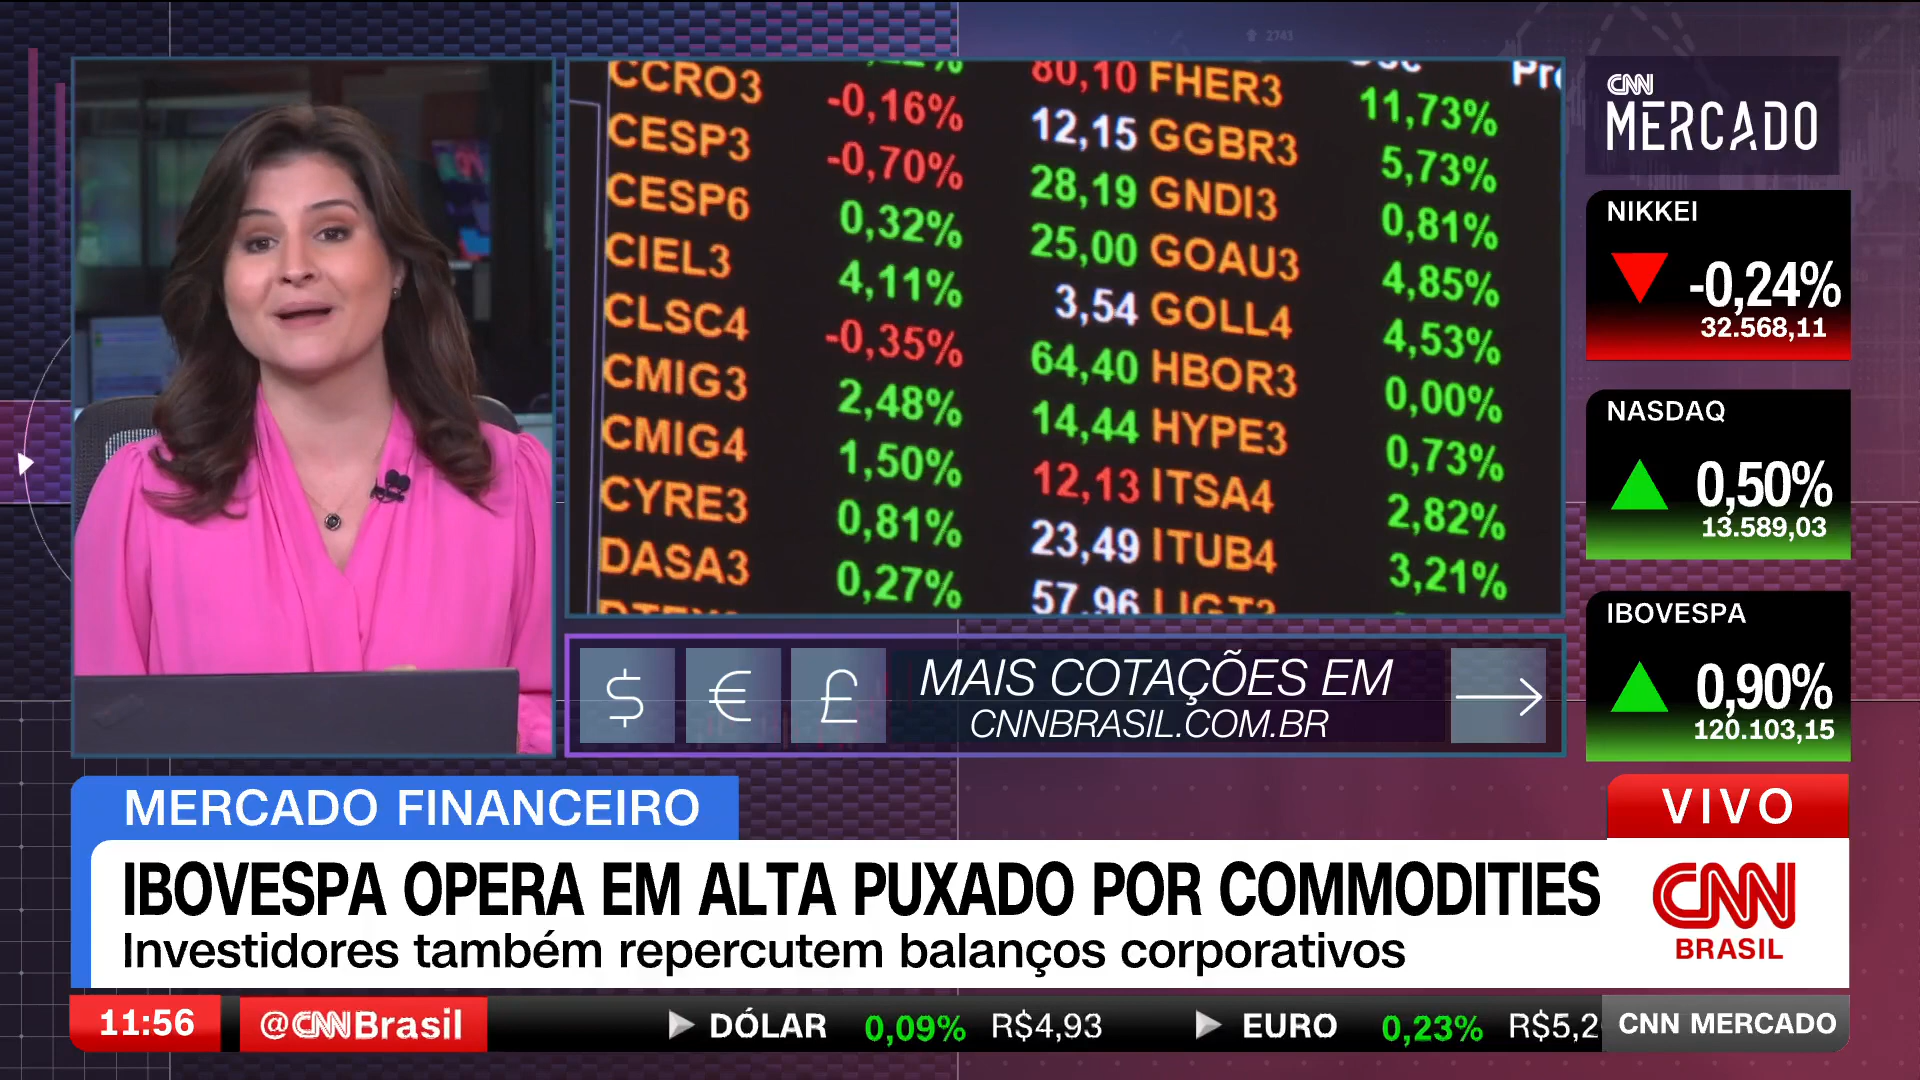 CCRO3 -0,16% 80,10 FHER3 11,73%
CESP3 -0,70% 12,15 GGBR3 5,73%
CESP6 0,32% 28,19 GNDI3 0,81%
CIEL3 4,11% 25,00 GOAU3 4,85%
CLSC4 -0,35% 3,54 GOLL4 4,53%
CMIG3 2,48% 64,40 HBOR3 0,00%
CMIG4 1,50% 14,44 HYPE3 0,73%
CYRE3 0,81% 12,13 ITSA4 2,82%
DASA3 0,27% 23,49 ITUB4 3,21%
57,96
CNN
MERCADO
NIKKEI
-0,24%
32.568,11
NASDAQ
0,50%
13.589,03
IBOVESPA
0,90%
120.103,15
$ € £
MAIS COTAÇÕES EM
CNNBRASIL.COM.BR
MERCADO FINANCEIRO
IBOVESPA OPERA EM ALTA PUXADO POR COMMODITIES
Investidores também repercutem balanços corporativos
VIVO
CNN
BRASIL
11:56 @CNNBrasil DÓLAR 0,09% R$4,93 EURO 0,23% R$5,2 CNN MERCADO